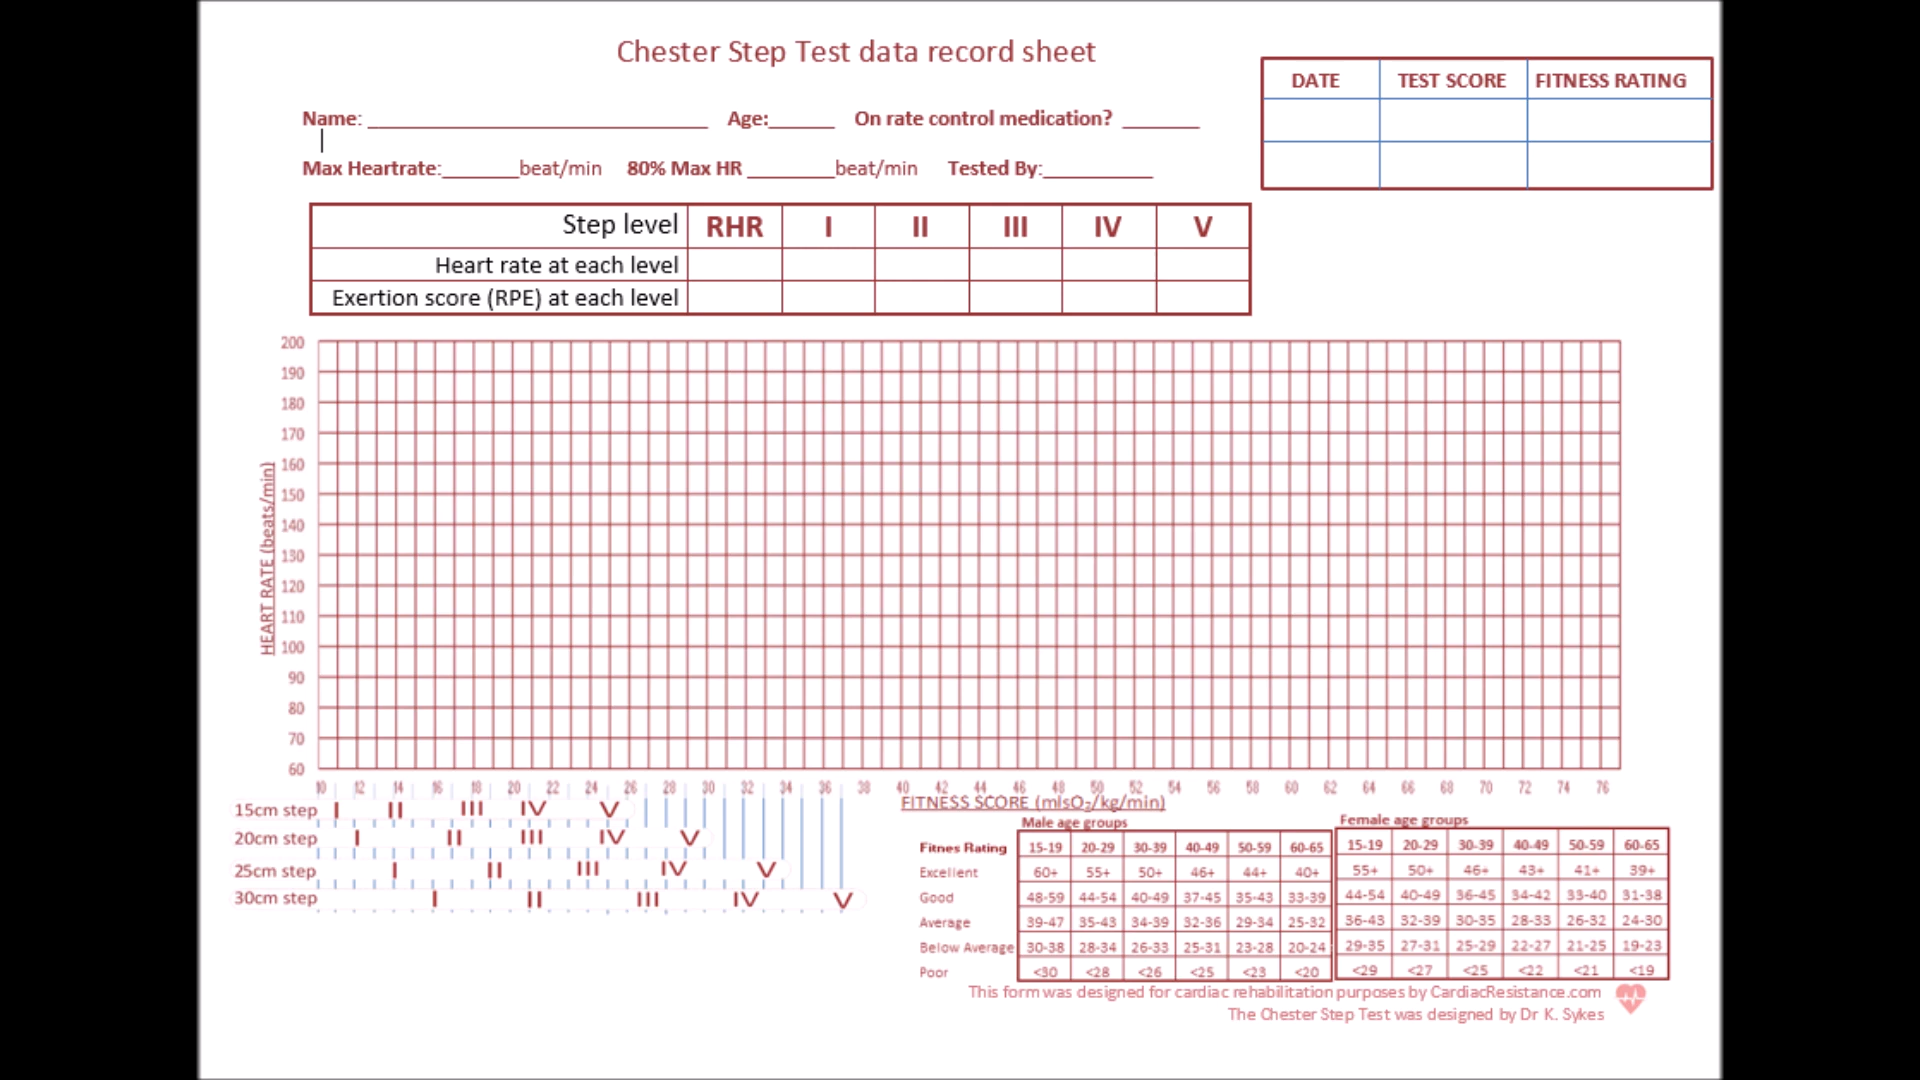 Chester Step Test data record sheet
DATE TEST SCORE FITNESS RATING
Name: ______ Age:______ On rate control medication? ______
Max Heartrate:______beat/min 80% Max HR ______beat/min Tested By:______
Step level RHR I II III IV V
Heart rate at each level
Exertion score (RPE) at each level
HEART RATE (beats/min)
200
190
180
170
160
150
140
130
120
110
100
90
80
70
60
10 12 14 16 18 20 22 24 26 28 30 32 34 36 38 40 42 44 46 48 50 52 54 56 58 60 62 64 66 68 70 72 74 76
FITNESS SCORE (mlsO₂/kg/min)
15cm step I II III IV V
20cm step I II III IV V
25cm step I II III IV V
30cm step I II III IV V
Male age groups Female age groups
Fitnes Rating 15-19 20-29 30-39 40-49 50-59 60-65 15-19 20-29 30-39 40-49 50-59 60-65
Excellent 60+ 55+ 50+ 46+ 44+ 40+ 55+ 50+ 46+ 43+ 41+ 39+
Good 48-59 44-54 40-49 37-45 35-43 33-39 44-54 40-49 36-45 34-42 33-40 31-38
Average 39-47 35-43 34-39 32-36 29-34 25-32 36-43 32-39 30-35 28-33 26-32 24-30
Below Average 30-38 28-34 26-33 25-31 23-28 20-24 29-35 27-31 25-29 22-27 21-25 19-23
Poor <30 <28 <26 <25 <23 <20 <29 <27 <25 <22 <21 <19
This form was designed for cardiac rehabilitation purposes by CardiacResistance.com
The Chester Step Test was designed by Dr K. Sykes